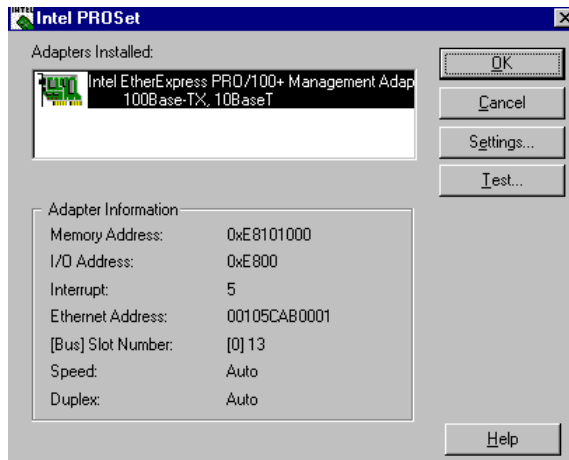 INTEL
Intel PROSet
Adapters Installed:
Intel EtherExpress PRO/100+ Management Adap
100Base-TX, 10BaseT
OK
Cancel
Settings...
Test...
Adapter Information
Memory Address: 0xE8101000
I/O Address: 0xE800
Interrupt: 5
Ethernet Address: 00105CAB0001
[Bus] Slot Number: [0] 13
Speed: Auto
Duplex: Auto
Help